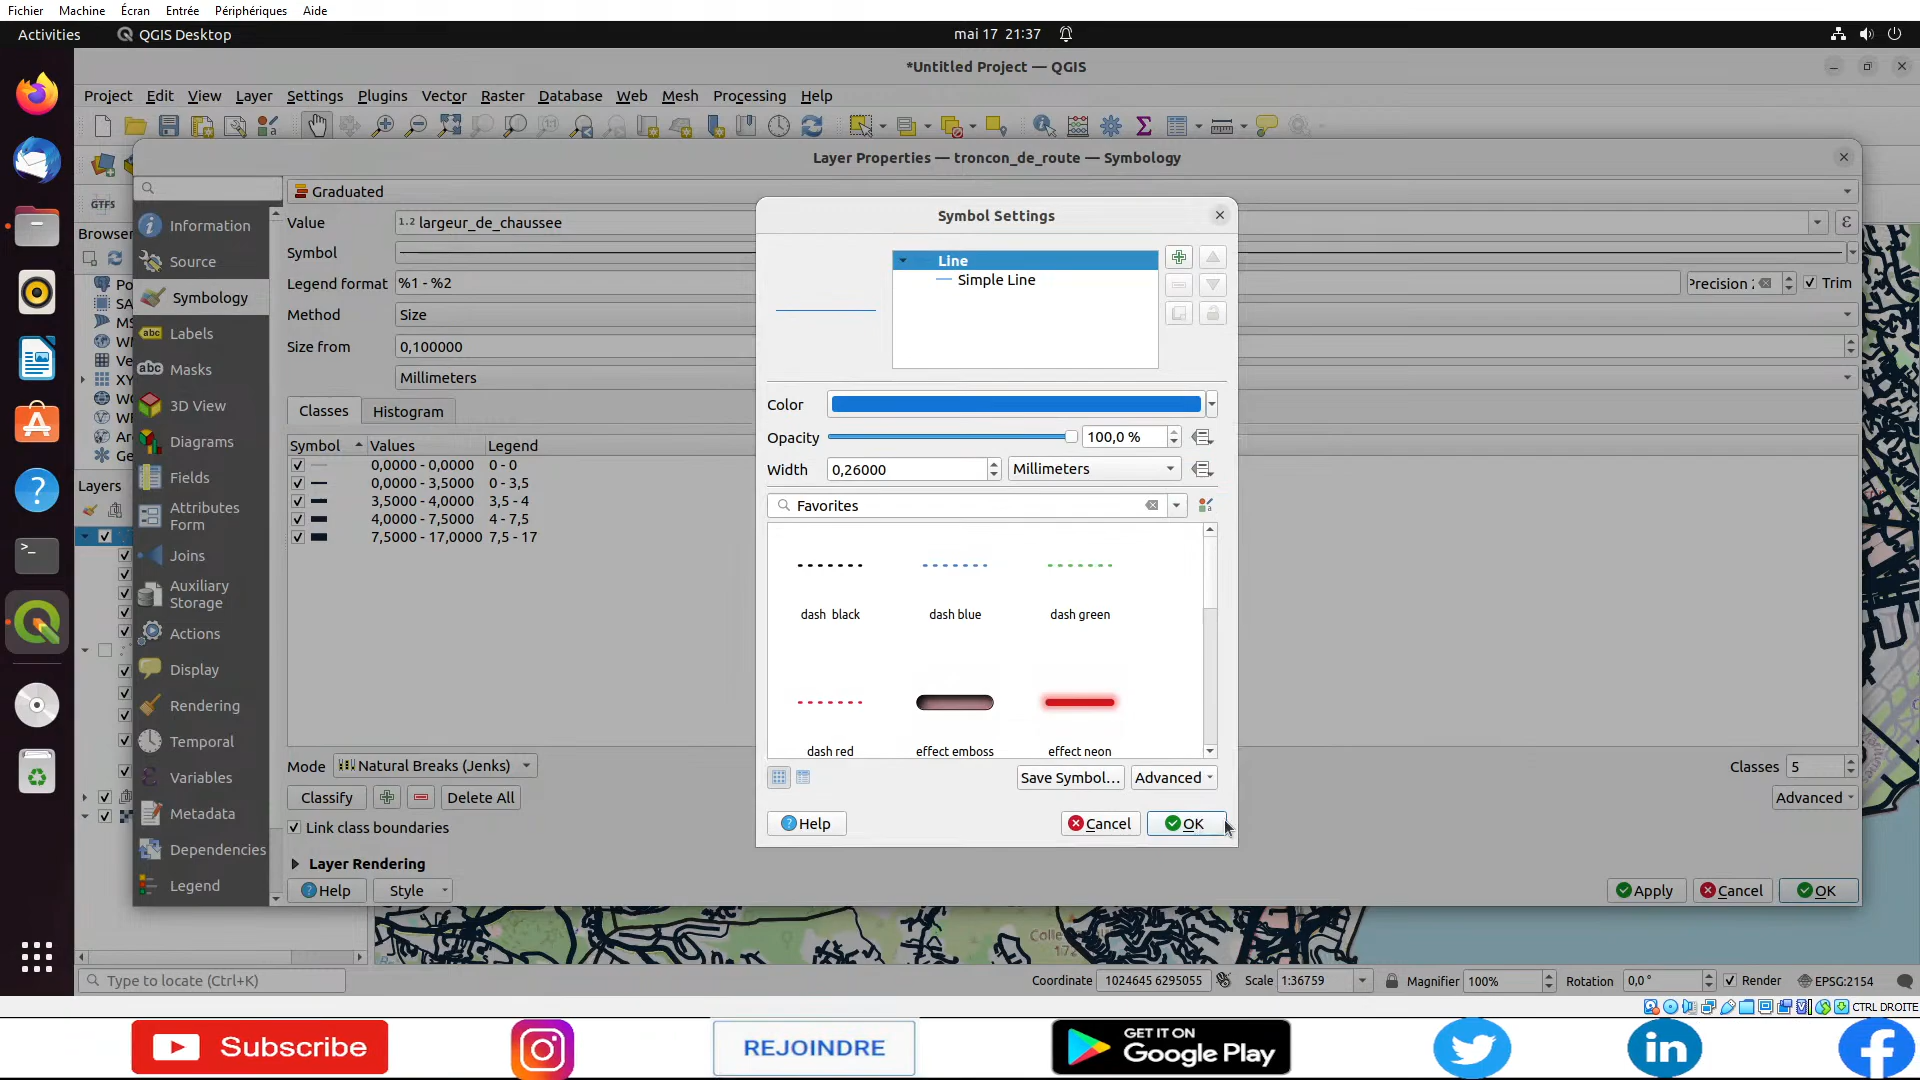 Fichier Machine Écran Entrée Périphériques Aide
Activities QGIS Desktop mai 17 21:37
*Untitled Project — QGIS
Project Edit View Layer Settings Plugins Vector Raster Database Web Mesh Processing Help
Layer Properties — troncon_de_route — Symbology
GTFS
Browser
Layers
Information
Source
Symbology
Labels
Masks
3D View
Diagrams
Fields
Attributes
Form
Joins
Auxiliary
Storage
Actions
Display
Rendering
Temporal
Variables
Metadata
Dependencies
Legend
Graduated
Value 1.2 largeur_de_chaussee
Symbol
Legend format %1 - %2 Trim
Method Size
Size from 0,100000
Millimeters
Classes Histogram
Symbol Values Legend
0,0000 - 0,0000 0 - 0
0,0000 - 3,5000 0 - 3,5
3,5000 - 4,0000 3,5 - 4
4,0000 - 7,5000 4 - 7,5
7,5000 - 17,0000 7,5 - 17
Mode Natural Breaks (Jenks) Classes 5
Classify Delete All Advanced
Link class boundaries
Layer Rendering
Help Style Apply Cancel OK
Symbol Settings
Line
Simple Line
Color
Opacity 100,0 %
Width 0,26000 Millimeters
Favorites
dash black dash blue dash green
dash red effect emboss effect neon
Save Symbol... Advanced
Help Cancel OK
Type to locate (Ctrl+K) Coordinate 1024645 6295055 Scale 1:36759 Magnifier 100% Rotation 0,0 ° Render EPSG:2154
CTRL DROITE
Subscribe REJOINDRE GET IT ON
Google Play